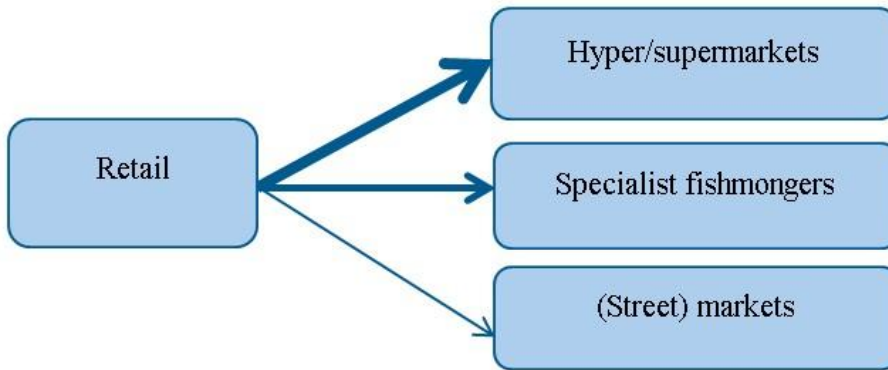 Hyper/supermarkets
Retail
Specialist fishmongers
(Street) markets